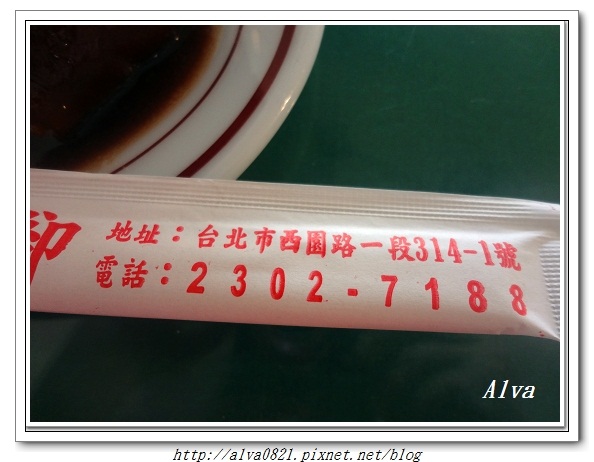 地址：台北市西園路一段314-1號
電話：2302-7188
Alva
http://alva0821.pixnet.net/blog